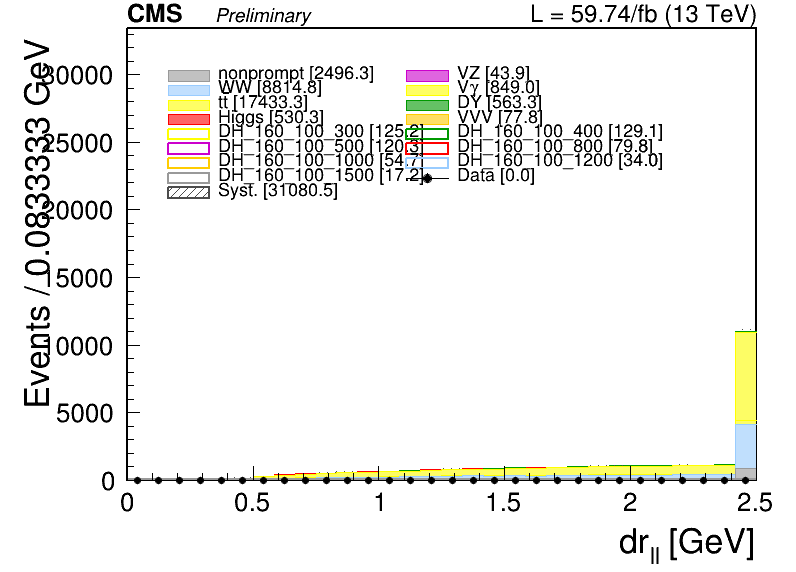 CMS Preliminary L = 59.74/fb (13 TeV)
Events / 0.0833333 GeV
30000
25000
20000
15000
10000
5000
0
nonprompt [2496.3] VZ [43.9]
WW [8814.8] Vγ [849.0]
tt [17433.3] DY [563.3]
Higgs [530.3] VVV [77.8]
DH_160_100_300 [125.2] DH_160_100_400 [129.1]
DH_160_100_500 [120.3] DH_160_100_800 [79.8]
DH_160_100_1000 [54.7] DH_160_100_1200 [34.0]
DH_160_100_1500 [17.2] Data [0.0]
Syst. [31080.5]
0 0.5 1 1.5 2 2.5
dr_ll [GeV]